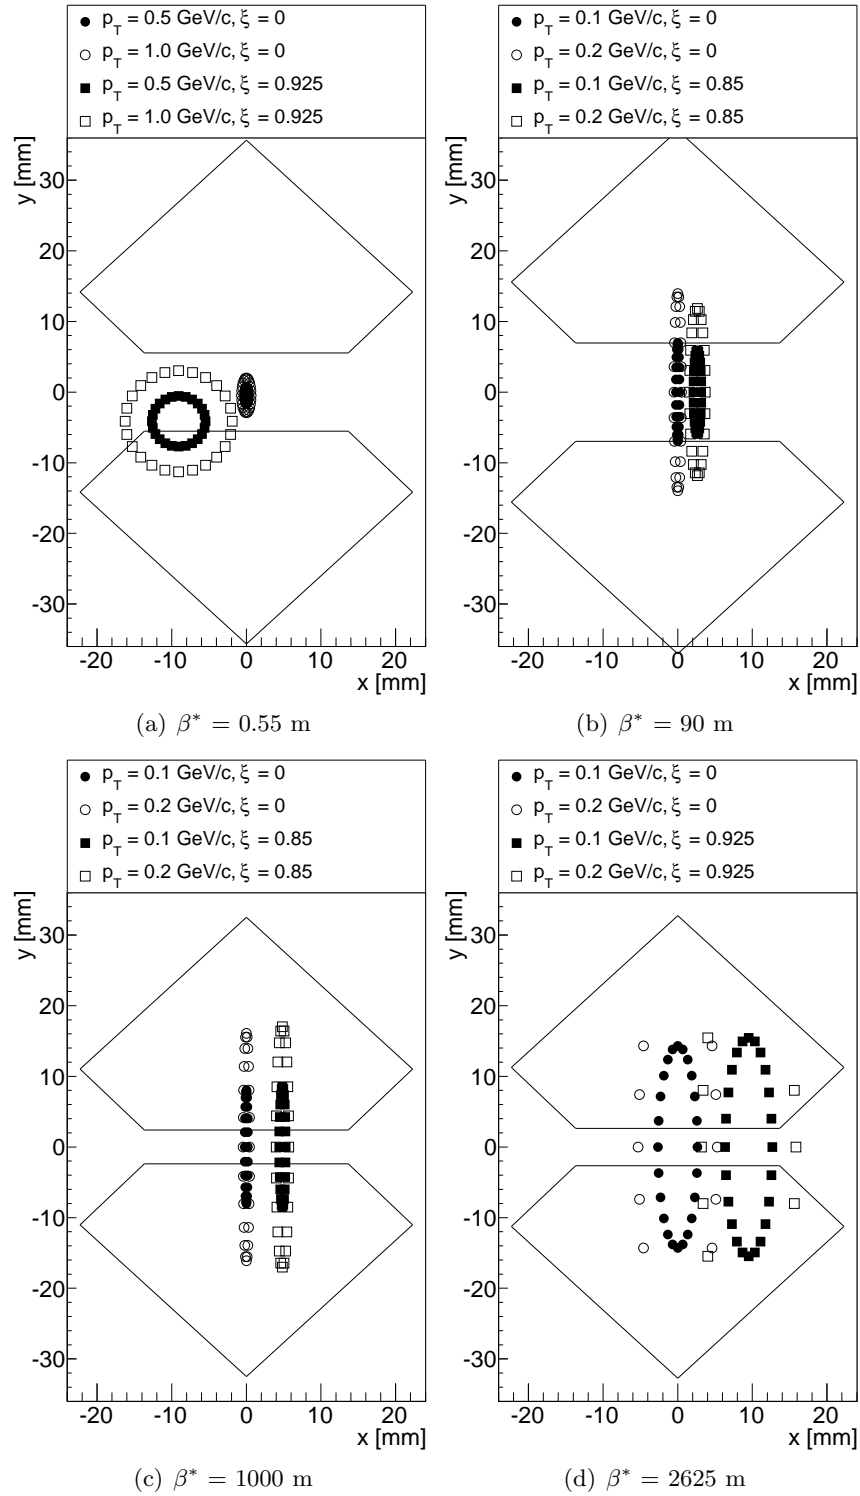 p_T = 0.5 GeV/c, ξ = 0
p_T = 1.0 GeV/c, ξ = 0
p_T = 0.5 GeV/c, ξ = 0.925
p_T = 1.0 GeV/c, ξ = 0.925
y [mm]
30
20
10
0
-10
-20
-30
-20 -10 0 10 20
x [mm]
(a) β* = 0.55 m
p_T = 0.1 GeV/c, ξ = 0
p_T = 0.2 GeV/c, ξ = 0
p_T = 0.1 GeV/c, ξ = 0.85
p_T = 0.2 GeV/c, ξ = 0.85
y [mm]
30
20
10
0
-10
-20
-30
-20 -10 0 10 20
x [mm]
(b) β* = 90 m
p_T = 0.1 GeV/c, ξ = 0
p_T = 0.2 GeV/c, ξ = 0
p_T = 0.1 GeV/c, ξ = 0.85
p_T = 0.2 GeV/c, ξ = 0.85
y [mm]
30
20
10
0
-10
-20
-30
-20 -10 0 10 20
x [mm]
(c) β* = 1000 m
p_T = 0.1 GeV/c, ξ = 0
p_T = 0.2 GeV/c, ξ = 0
p_T = 0.1 GeV/c, ξ = 0.925
p_T = 0.2 GeV/c, ξ = 0.925
y [mm]
30
20
10
0
-10
-20
-30
-20 -10 0 10 20
x [mm]
(d) β* = 2625 m